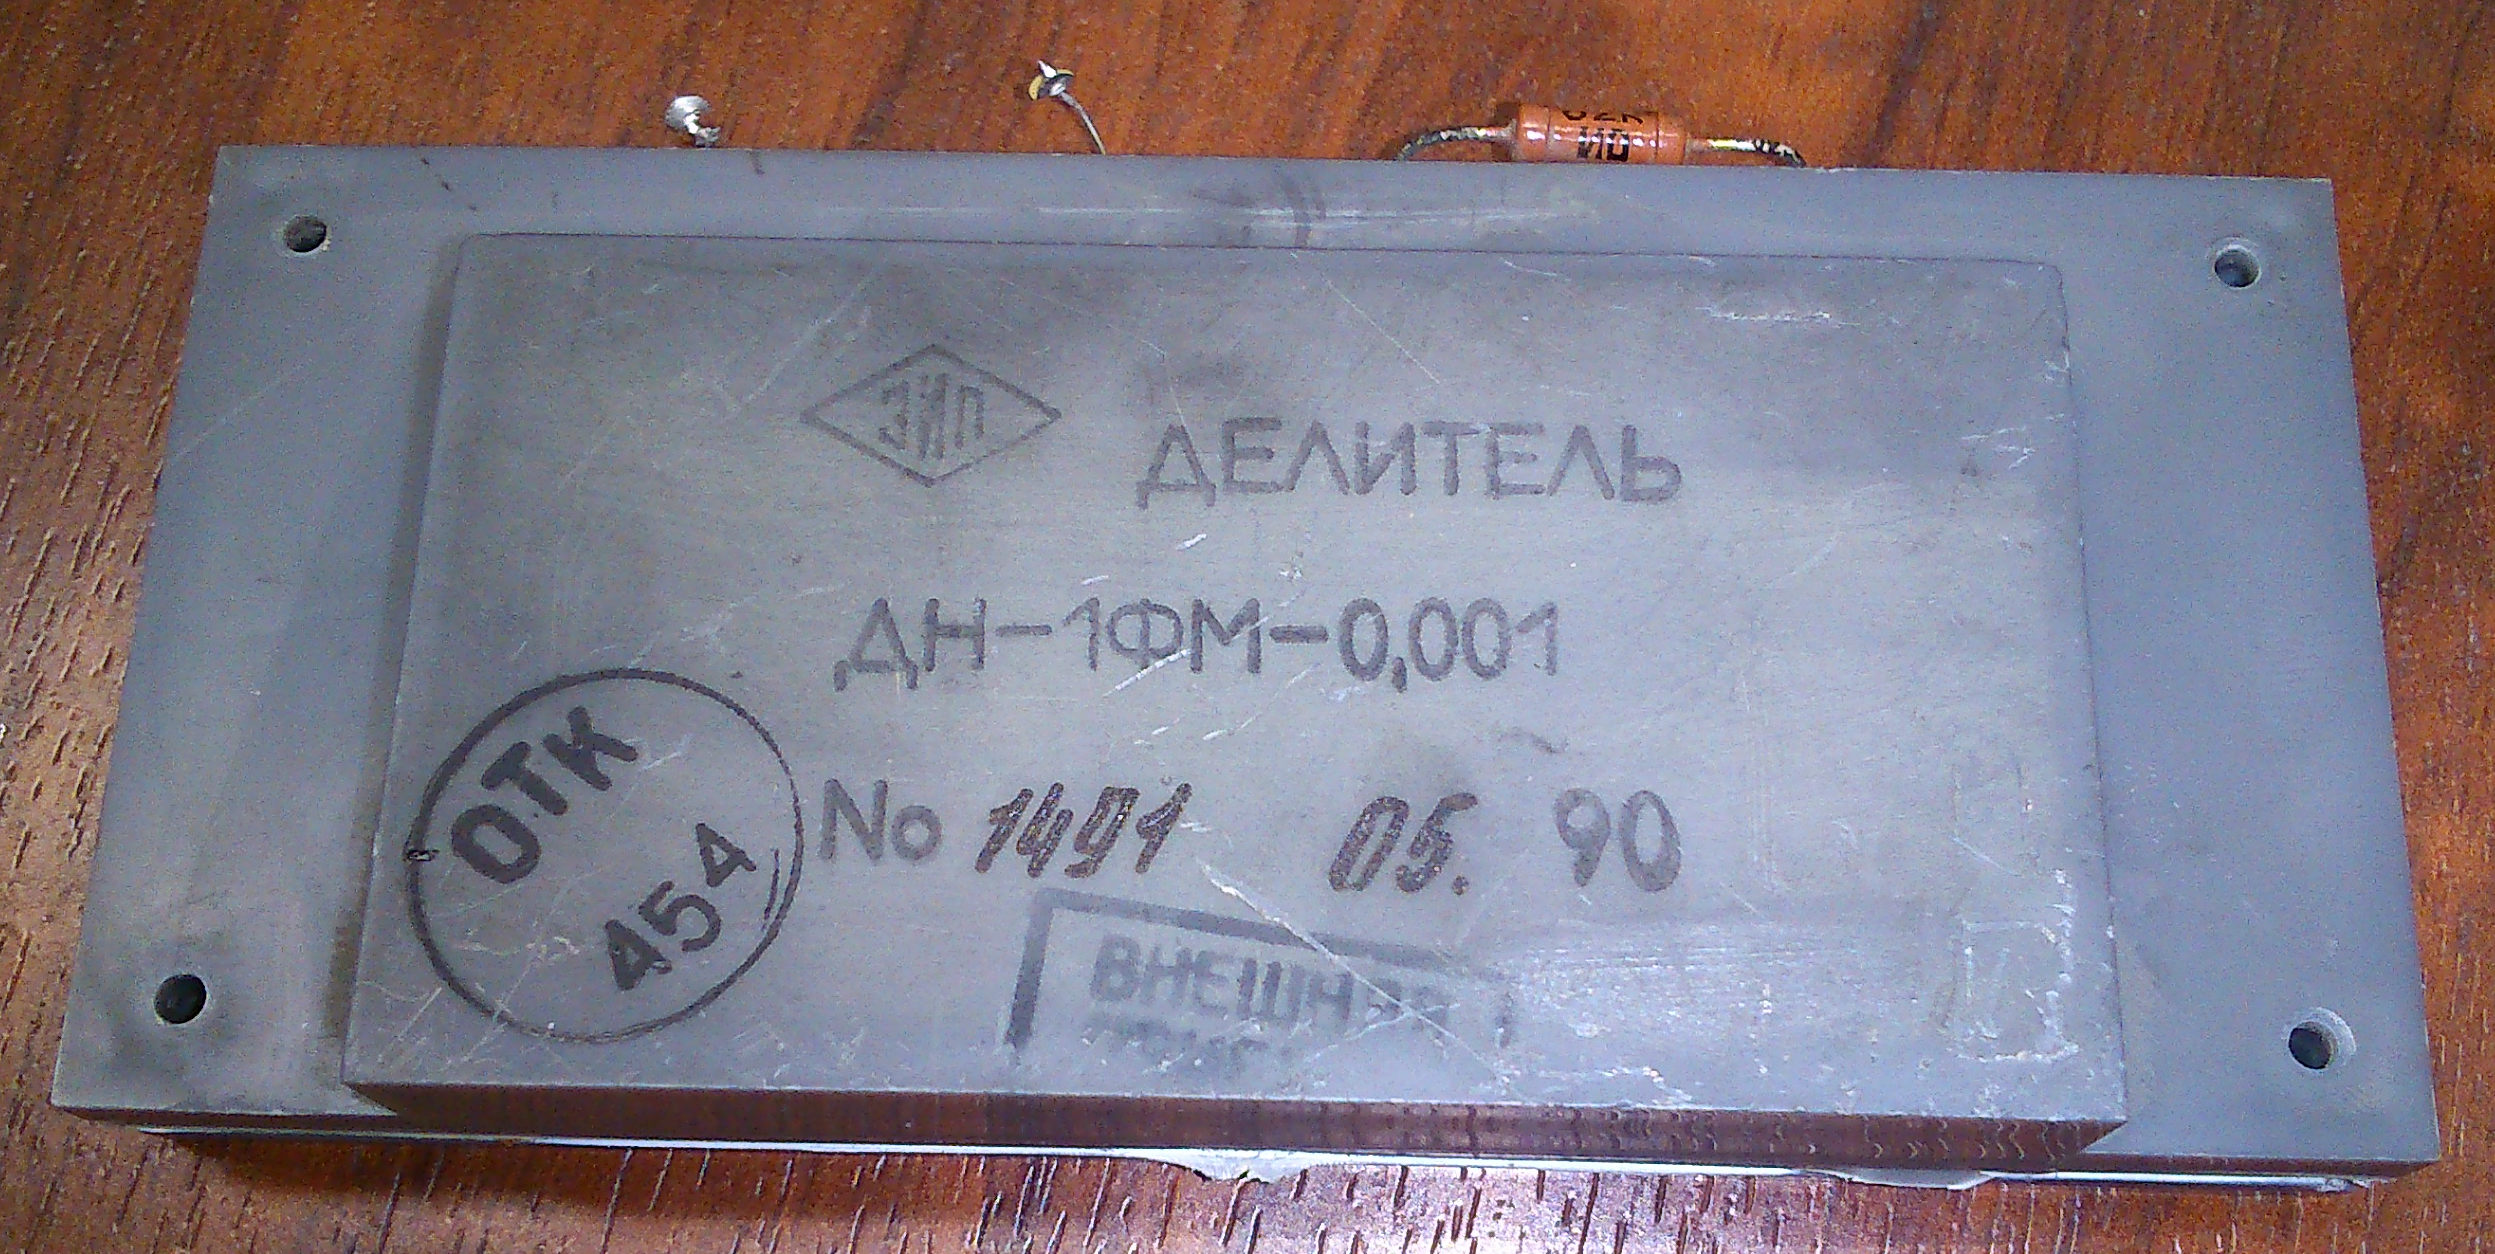 ЗИП
ДЕЛИТЕЛЬ
ДН-1ФМ-0,001
ОТК
454
No 1491 05. 90
ВНЕШНЯЯ